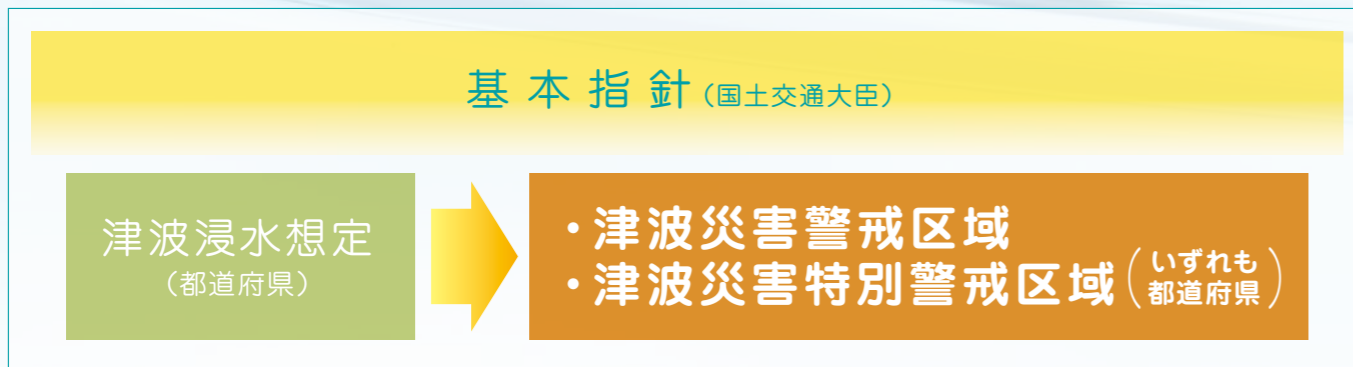 基本指針（国土交通大臣）
津波浸水想定
（都道府県）
・津波災害警戒区域
・津波災害特別警戒区域（いずれも
都道府県）